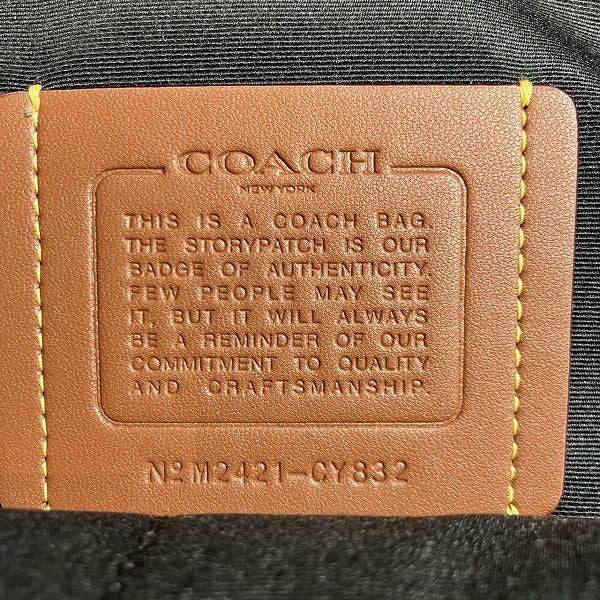 COACH
NEW YORK
THIS IS A COACH BAG.
THE STORYPATCH IS OUR
BADGE OF AUTHENTICITY.
FEW PEOPLE MAY SEE
IT, BUT IT WILL ALWAYS
BE A REMINDER OF OUR
COMMITMENT TO QUALITY
AND CRAFTSMANSHIP.
Nº M2421-CY832